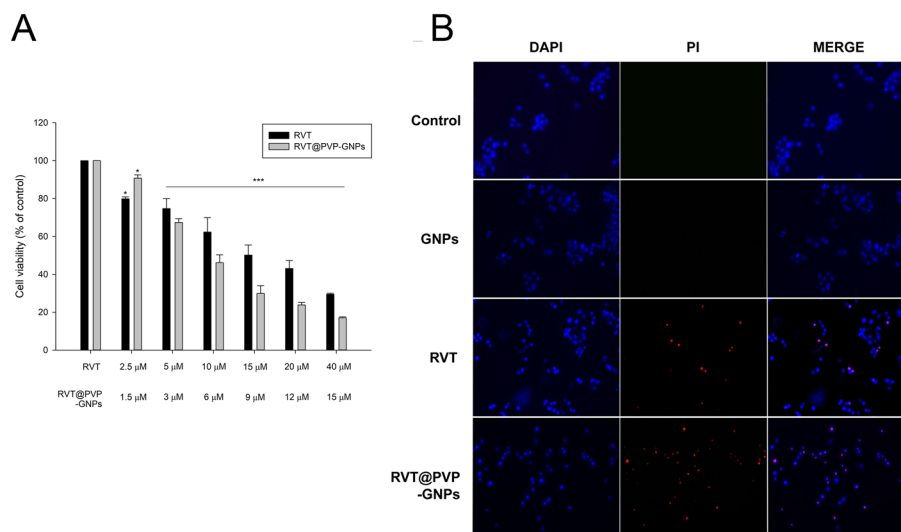 A
B
DAPI PI MERGE
Control
GNPs
RVT
RVT@PVP
-GNPs
RVT
RVT@PVP-GNPs
Cell viability (% of control)
120
100
80
60
40
20
0
* * ***
RVT 2.5 μM 5 μM 10 μM 15 μM 20 μM 40 μM
RVT@PVP
-GNPs 1.5 μM 3 μM 6 μM 9 μM 12 μM 15 μM